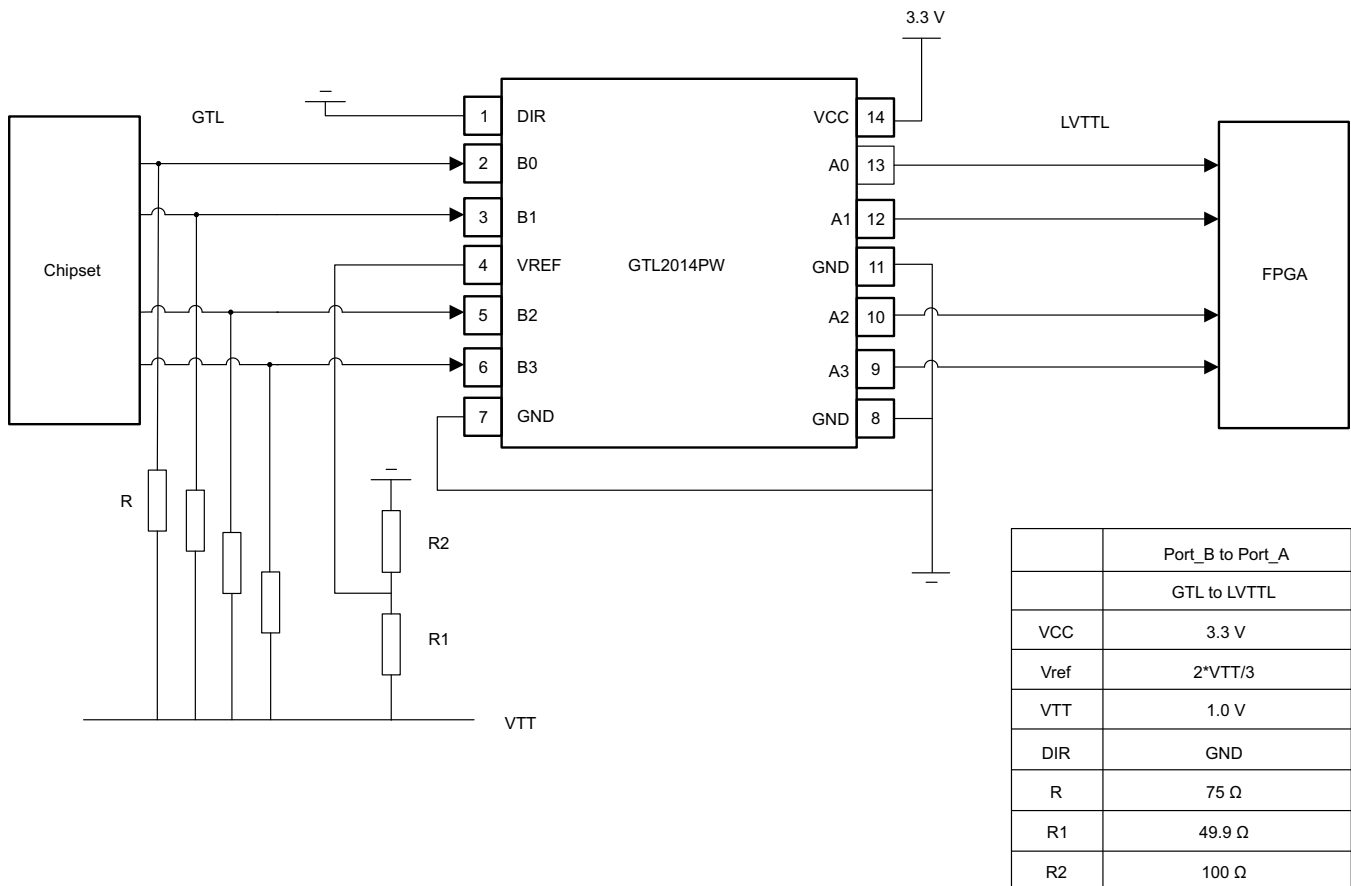 3.3 V
GTL
LVTTL
Chipset
1 DIR
2 B0
3 B1
4 VREF
5 B2
6 B3
7 GND
GTL2014PW
VCC 14
A0 13
A1 12
GND 11
A2 10
A3 9
GND 8
FPGA
R
R2
R1
VTT
Port_B to Port_A
GTL to LVTTL
VCC 3.3 V
Vref 2*VTT/3
VTT 1.0 V
DIR GND
R 75 Ω
R1 49.9 Ω
R2 100 Ω